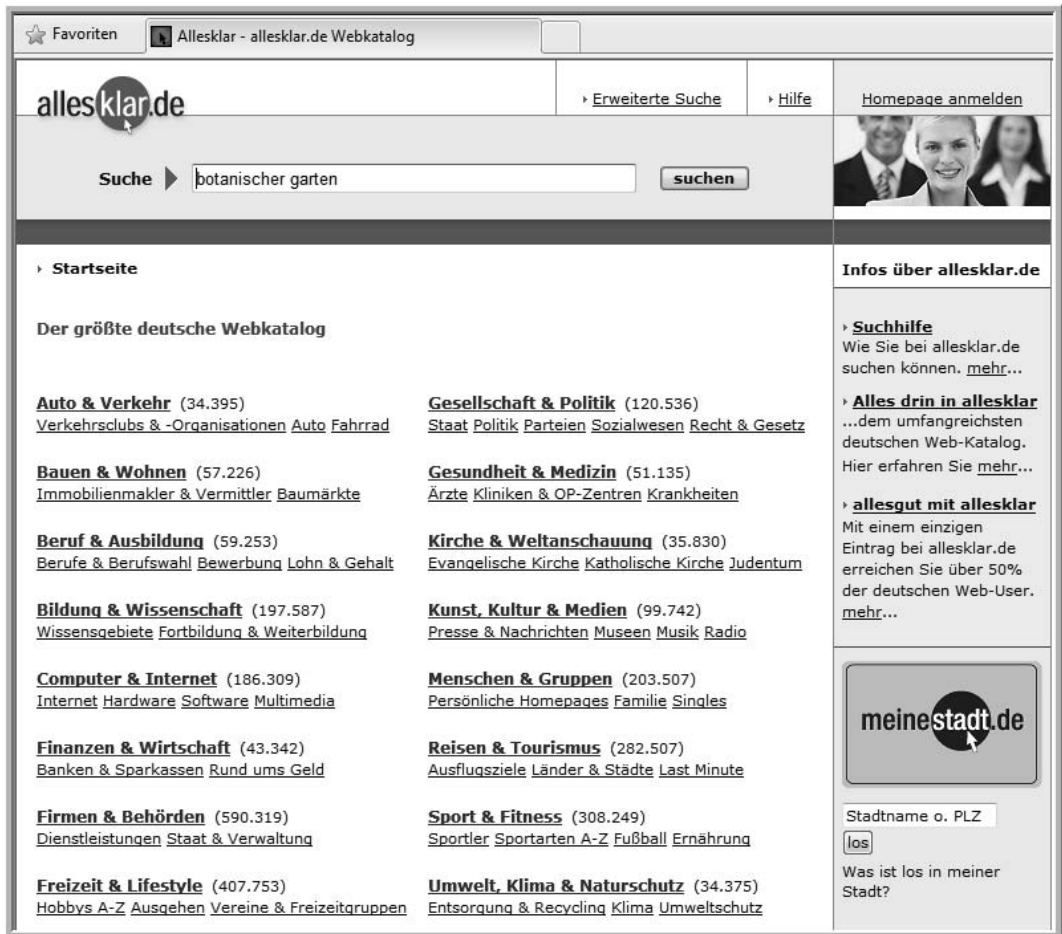 Favoriten
Allesklar - allesklar.de Webkatalog
allesklar.de
Erweiterte Suche
Hilfe
Homepage anmelden
Suche
botanischer garten
suchen
Startseite
Der größte deutsche Webkatalog
Auto & Verkehr (34.395)
Verkehrsclubs & -Organisationen Auto Fahrrad
Bauen & Wohnen (57.226)
Immobilienmakler & Vermittler Baumärkte
Beruf & Ausbildung (59.253)
Berufe & Berufswahl Bewerbung Lohn & Gehalt
Bildung & Wissenschaft (197.587)
Wissensgebiete Fortbildung & Weiterbildung
Computer & Internet (186.309)
Internet Hardware Software Multimedia
Finanzen & Wirtschaft (43.342)
Banken & Sparkassen Rund ums Geld
Firmen & Behörden (590.319)
Dienstleistungen Staat & Verwaltung
Freizeit & Lifestyle (407.753)
Hobbys A-Z Ausgehen Vereine & Freizeitgruppen
Gesellschaft & Politik (120.536)
Staat Politik Parteien Sozialwesen Recht & Gesetz
Gesundheit & Medizin (51.135)
Ärzte Kliniken & OP-Zentren Krankheiten
Kirche & Weltanschauung (35.830)
Evangelische Kirche Katholische Kirche Judentum
Kunst, Kultur & Medien (99.742)
Presse & Nachrichten Museen Musik Radio
Menschen & Gruppen (203.507)
Persönliche Homepages Familie Singles
Reisen & Tourismus (282.507)
Ausflugsziele Länder & Städte Last Minute
Sport & Fitness (308.249)
Sportler Sportarten A-Z Fußball Ernährung
Umwelt, Klima & Naturschutz (34.375)
Entsorgung & Recycling Klima Umweltschutz
Infos über allesklar.de
Suchhilfe
Wie Sie bei allesklar.de
suchen können. mehr...
Alles drin in allesklar
...dem umfangreichsten
deutschen Web-Katalog.
Hier erfahren Sie mehr...
allesgut mit allesklar
Mit einem einzigen
Eintrag bei allesklar.de
erreichen Sie über 50%
der deutschen Web-User.
mehr...
meinestadt.de
Stadtname o. PLZ
los
Was ist los in meiner
Stadt?